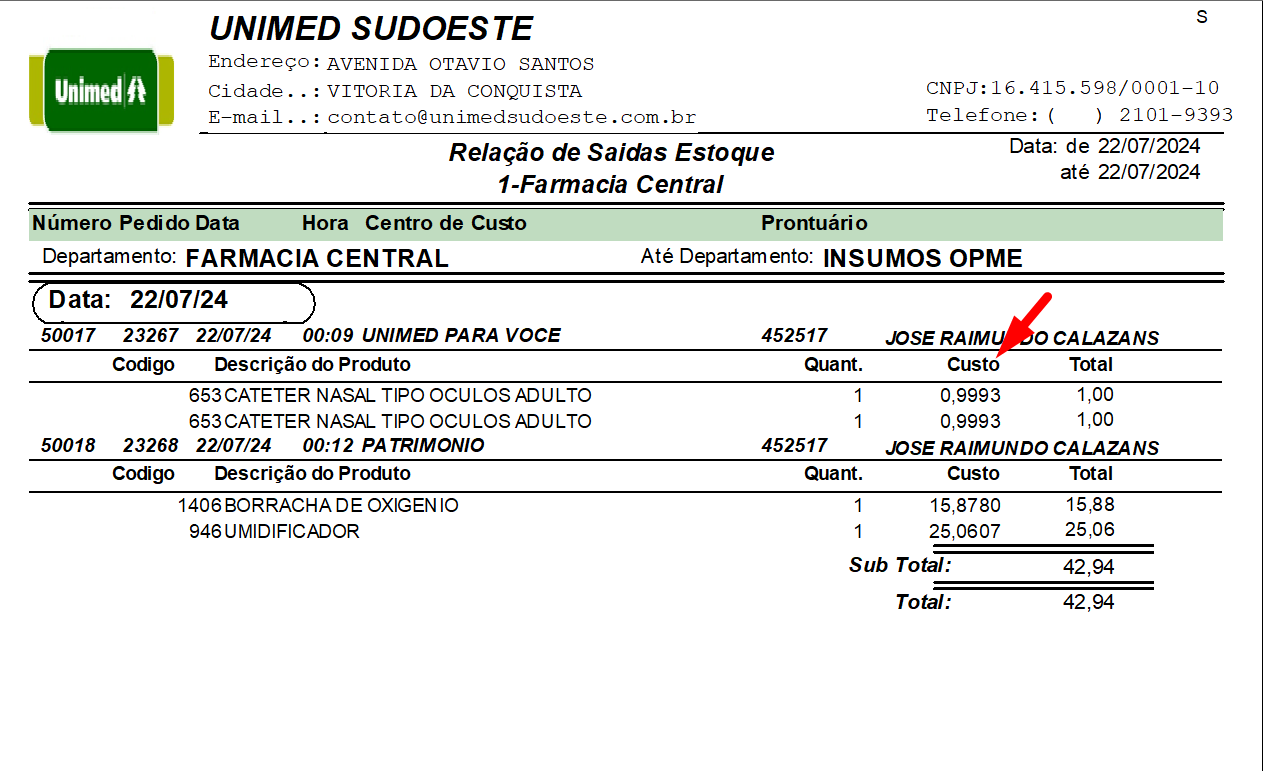 S
UNIMED SUDOESTE
Endereço: AVENIDA OTAVIO SANTOS
Unimed
Cidade..: VITORIA DA CONQUISTA CNPJ:16.415.598/0001-10
E-mail..: contato@unimedsudoeste.com.br Telefone:( ) 2101-9393
Relação de Saidas Estoque Data: de 22/07/2024
1-Farmacia Central até 22/07/2024
Número Pedido Data Hora Centro de Custo Prontuário
Departamento: FARMACIA CENTRAL Até Departamento: INSUMOS OPME
Data: 22/07/24
50017 23267 22/07/24 00:09 UNIMED PARA VOCE 452517 JOSE RAIMUNDO CALAZANS
Codigo Descrição do Produto Quant. Custo Total
653 CATETER NASAL TIPO OCULOS ADULTO 1 0,9993 1,00
653 CATETER NASAL TIPO OCULOS ADULTO 1 0,9993 1,00
50018 23268 22/07/24 00:12 PATRIMONIO 452517 JOSE RAIMUNDO CALAZANS
Codigo Descrição do Produto Quant. Custo Total
1406 BORRACHA DE OXIGENIO 1 15,8780 15,88
946 UMIDIFICADOR 1 25,0607 25,06
Sub Total: 42,94
Total: 42,94